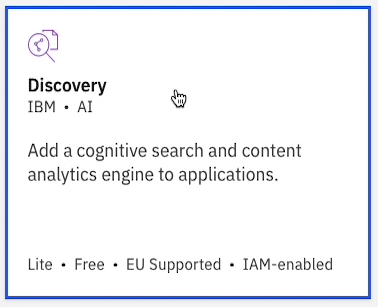 Discovery
IBM • AI
Add a cognitive search and content
analytics engine to applications.
Lite • Free • EU Supported • IAM-enabled